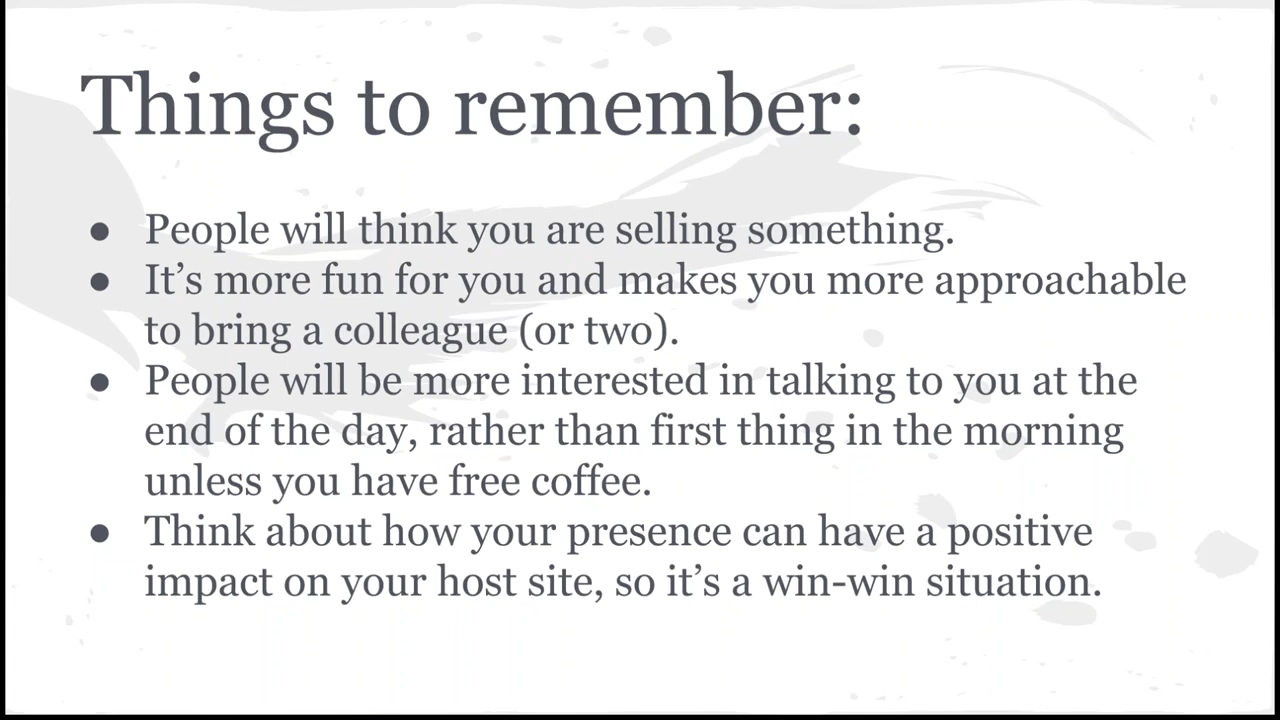 Things to remember:
● People will think you are selling something.
● It’s more fun for you and makes you more approachable
to bring a colleague (or two).
● People will be more interested in talking to you at the
end of the day, rather than first thing in the morning
unless you have free coffee.
● Think about how your presence can have a positive
impact on your host site, so it’s a win-win situation.